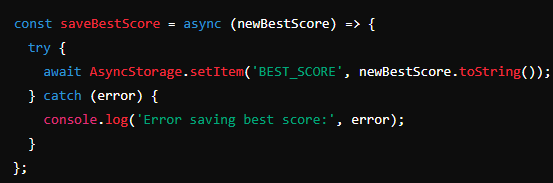 const saveBestScore = async (newBestScore) => {
  try {
    await AsyncStorage.setItem('BEST_SCORE', newBestScore.toString());
  } catch (error) {
    console.log('Error saving best score:', error);
  }
};